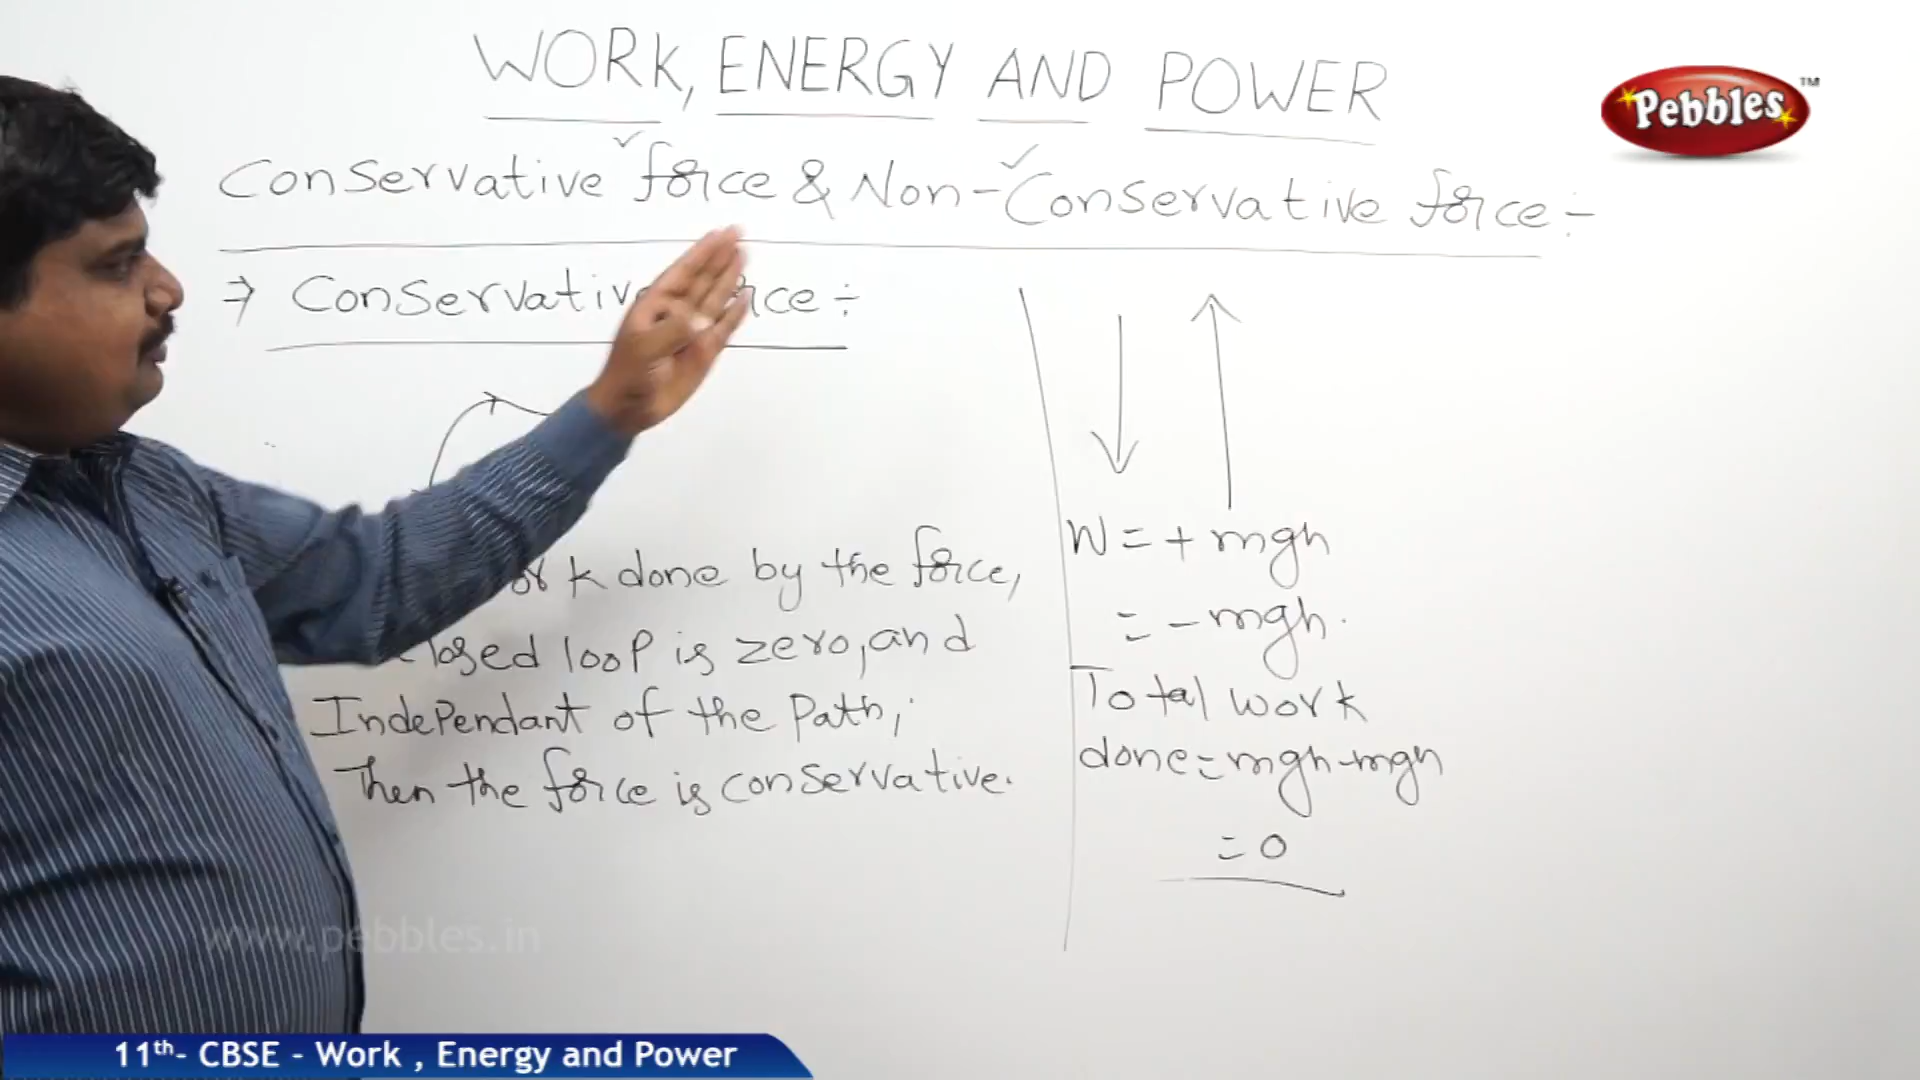 WORK, ENERGY AND POWER
Pebbles™
Conservative force & Non-Conservative force:-
⇒ Conservative :-
done by the force,
loop is zero, and
Independant of the path,
Then the force is conservative.
W = + mgh
= - mgh.
Total work
done = mgh - mgh
= 0
www.pebbles.in
11th- CBSE - Work , Energy and Power